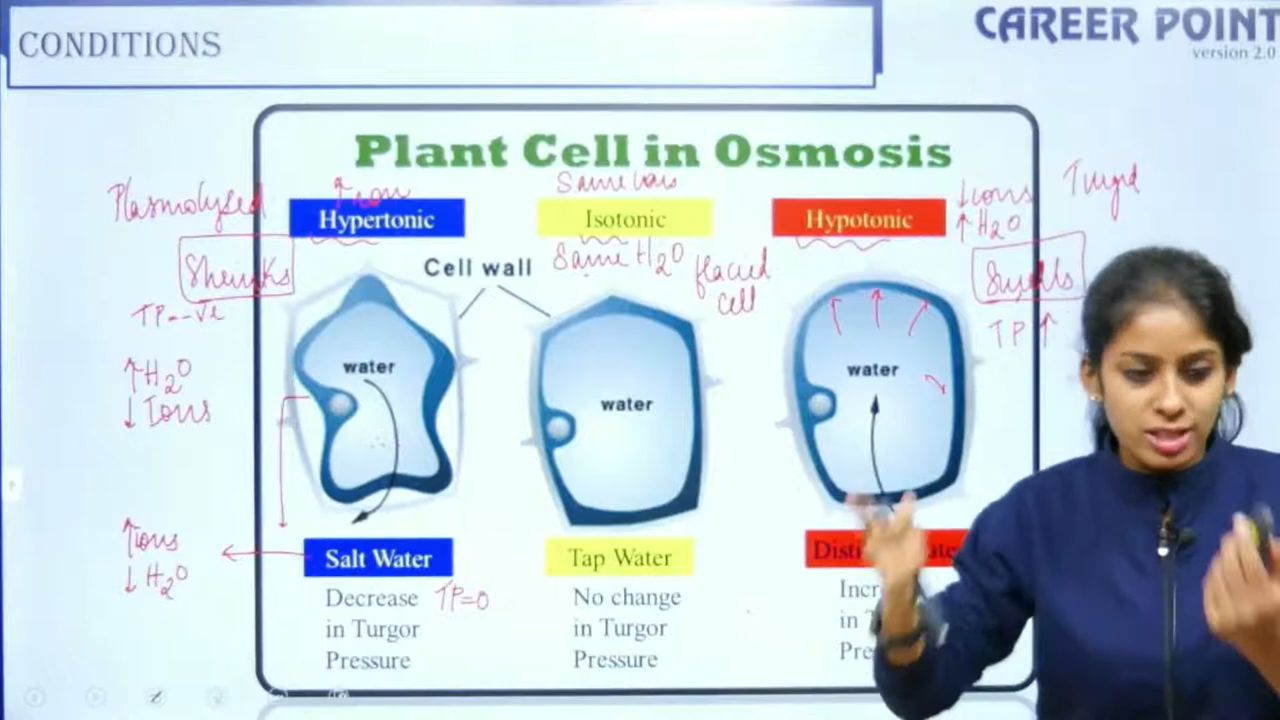 CONDITIONS
CAREER POINT
version 2.0
Plant Cell in Osmosis
Plasmolysed
↑Ion
Same Ions
↓Ions
↑H₂O
Turgid
Hypertonic
Isotonic
Hypotonic
Shrinks
Cell wall
Same H₂O
flacid
cell
Swells
TP = -ve
TP ↑
↑H₂O
↓Ions
water
water
water
↑Ions
↓H₂O
Salt Water
Tap Water
Decrease
in Turgor
Pressure
TP=0
No change
in Turgor
Pressure